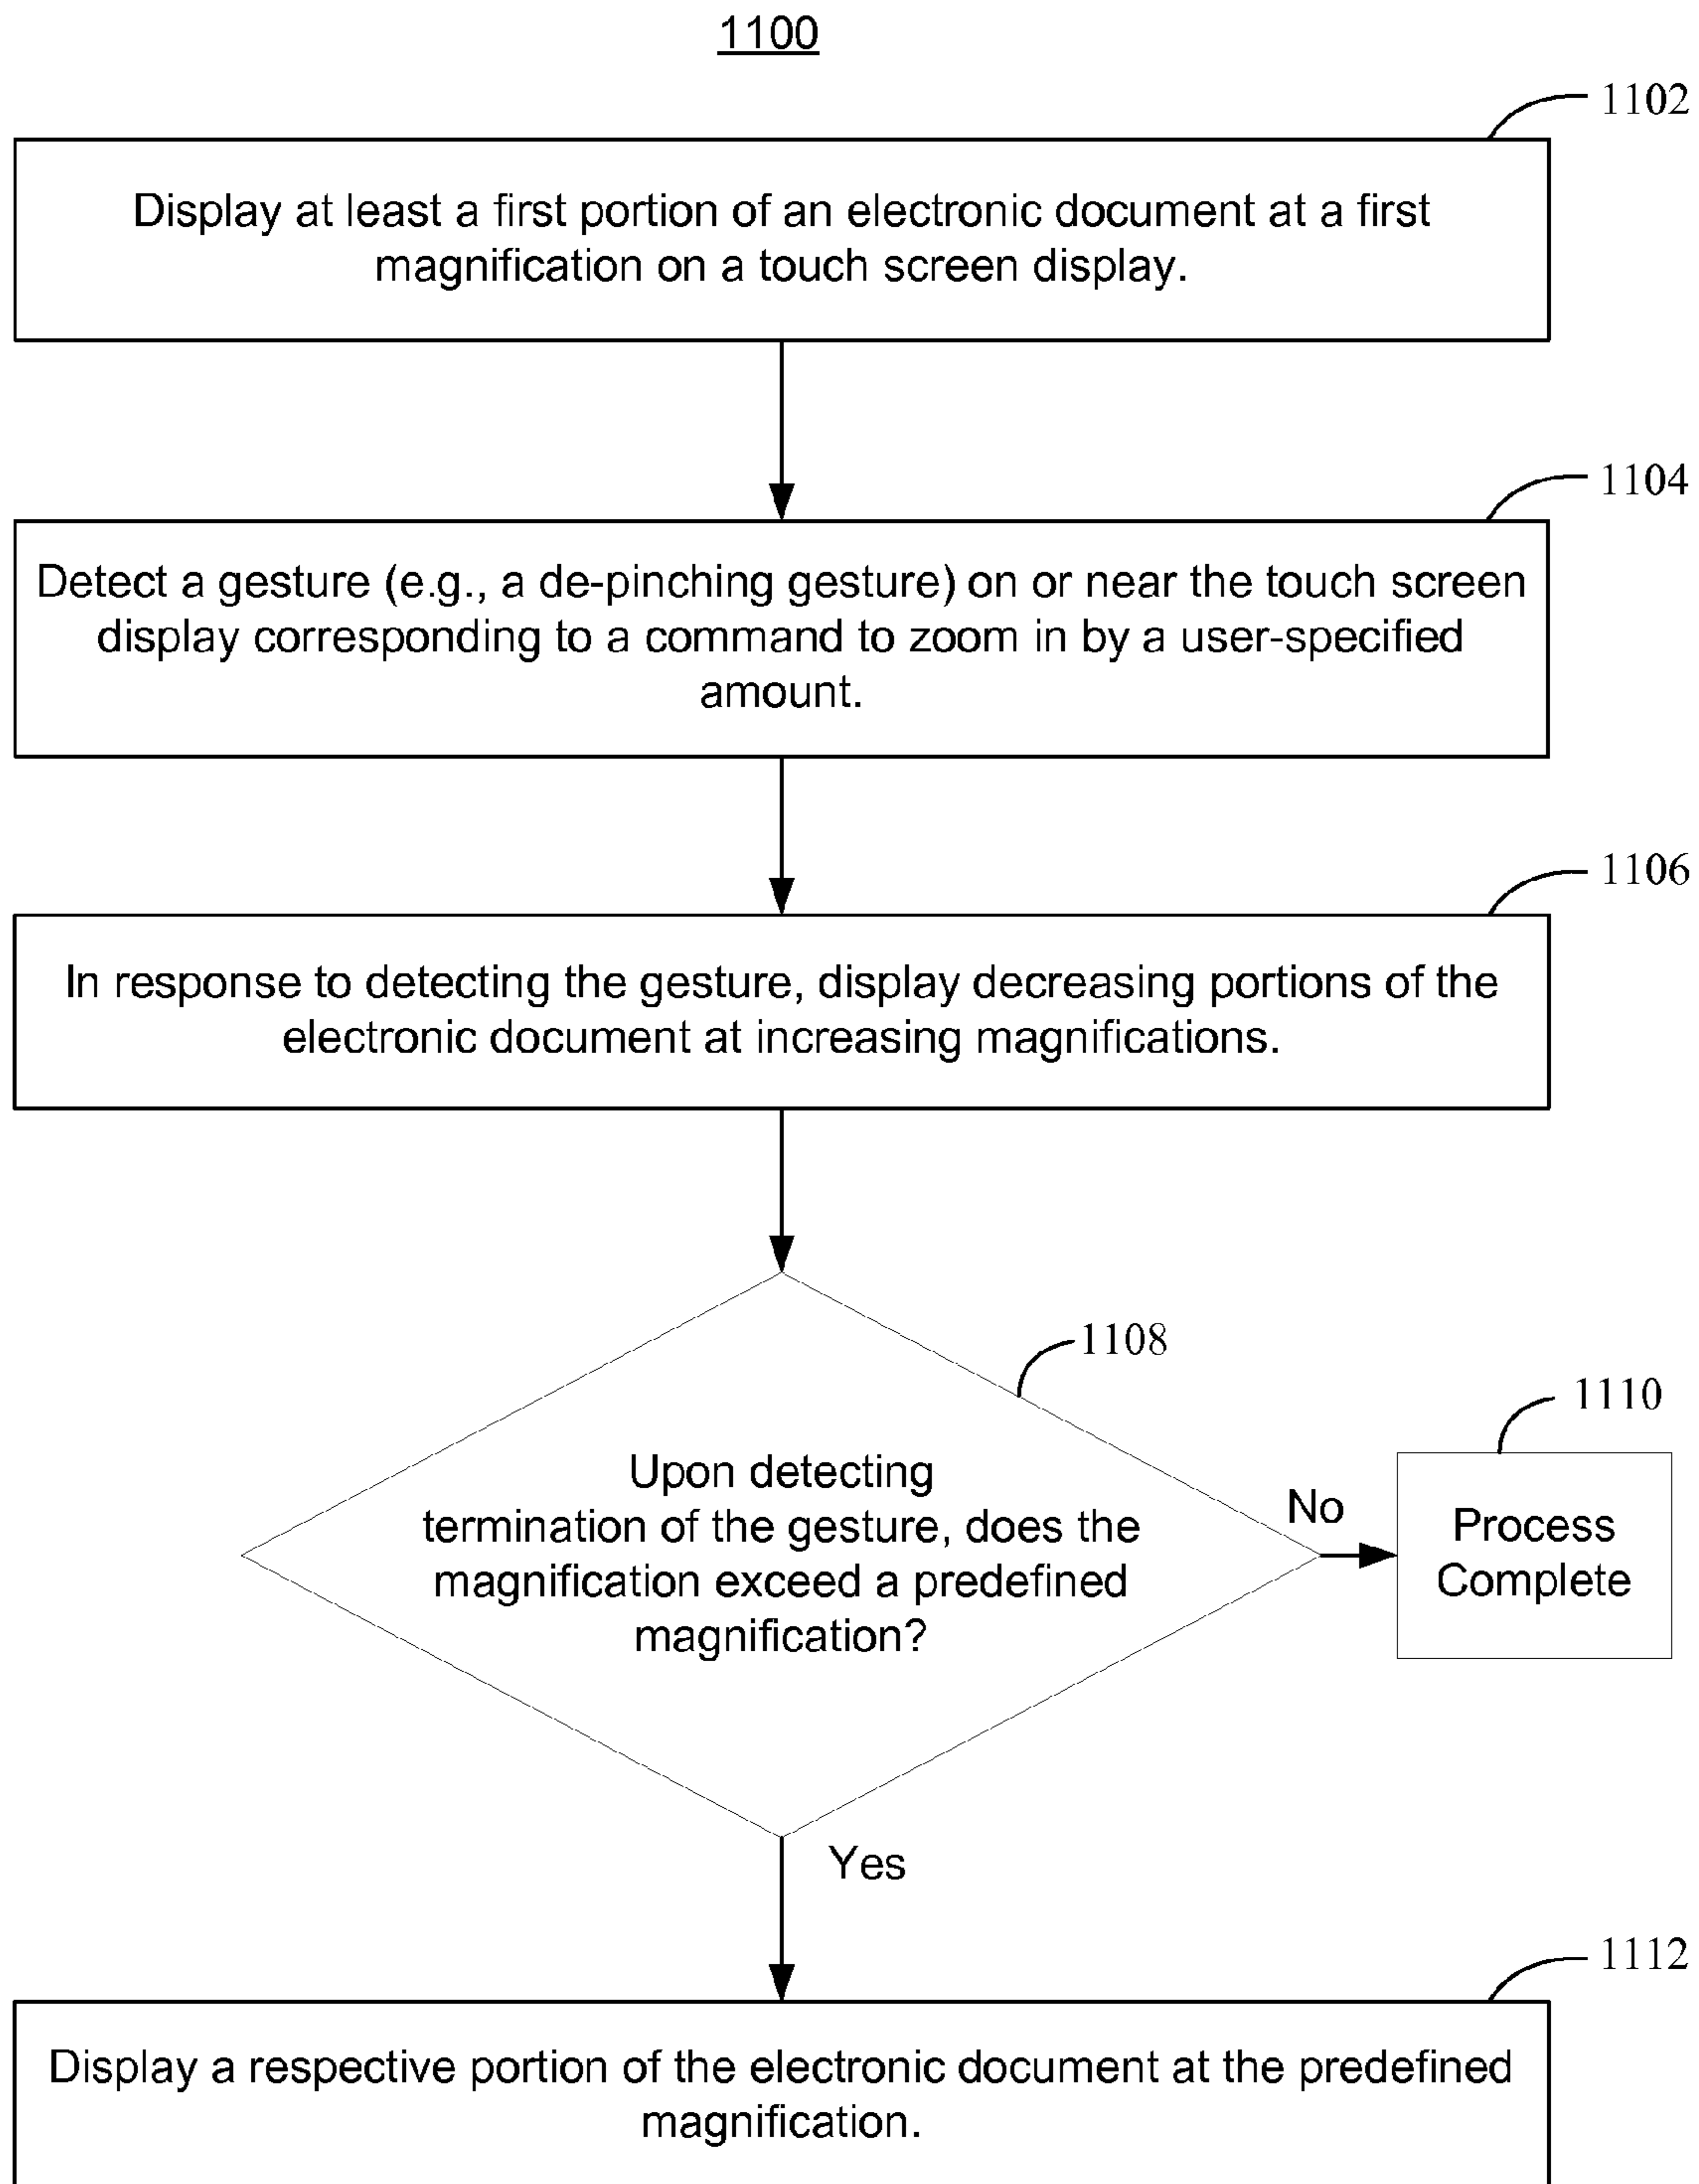 1100
1102
Display at least a first portion of an electronic document at a first
magnification on a touch screen display.
1104
Detect a gesture (e.g., a de-pinching gesture) on or near the touch screen
display corresponding to a command to zoom in by a user-specified
amount.
1106
In response to detecting the gesture, display decreasing portions of the
electronic document at increasing magnifications.
1108
Upon detecting
termination of the gesture, does the
magnification exceed a predefined
magnification?
No
1110
Process
Complete
Yes
1112
Display a respective portion of the electronic document at the predefined
magnification.